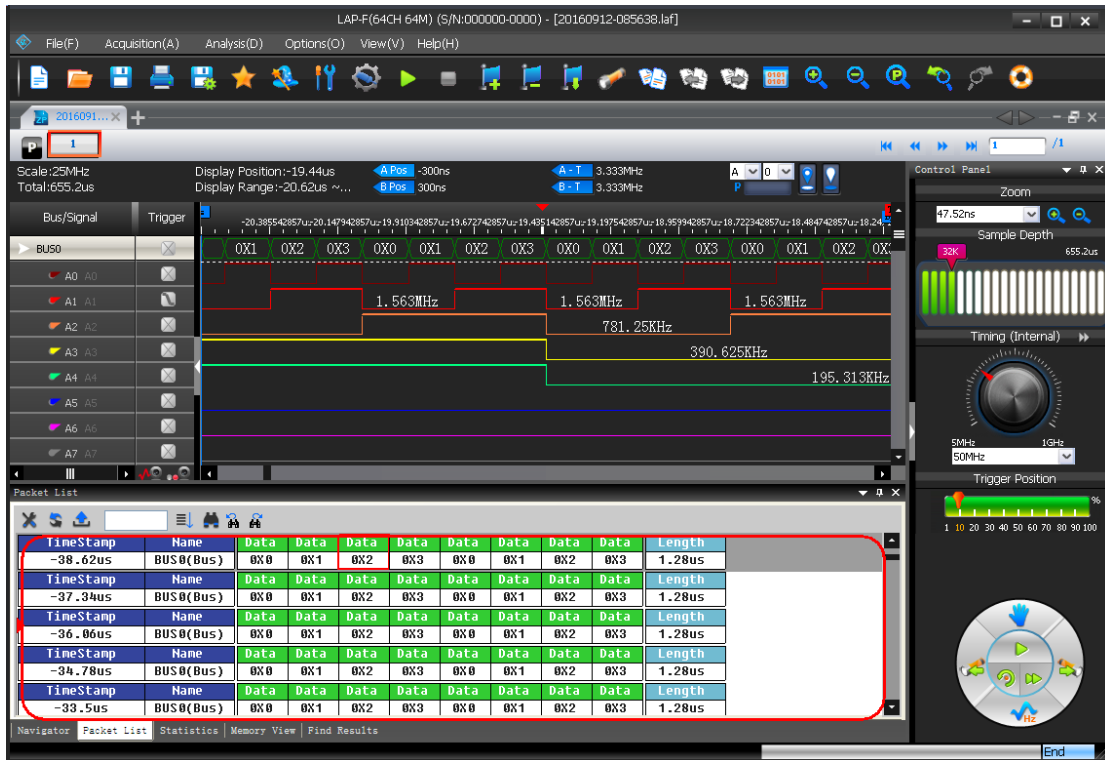 LAP-F(64CH 64M) (S/N:000000-0000) - [20160912-085638.laf]
File(F) Acquisition(A) Analysis(D) Options(O) View(V) Help(H)
2016091...
P 1 1 /1
Scale:25MHz Display Position:-19.44us A Pos -300ns A - T 3.333MHz A 0
Total:655.2us Display Range:-20.62us ~... B Pos 300ns B - T 3.333MHz P
Control Panel
Zoom
47.52ns
Sample Depth
32K 655.2us
Timing (Internal)
5MHz 1GHz
50MHz
Trigger Position
%
1 10 20 30 40 50 60 70 80 90 100
Hz
Bus/Signal Trigger
BUS0 0X1 0X2 0X3 0X0 0X1 0X2 0X3 0X0 0X1 0X2 0X3 0X0 0X1 0X2
A0 A0
A1 A1 1.563MHz 1.563MHz 1.563MHz
A2 A2 781.25KHz
A3 A3 390.625KHz
A4 A4 195.313KHz
A5 A5
A6 A6
A7 A7
Packet List
TimeStamp Name Data Data Data Data Data Data Data Data Length
-38.62us BUS0(Bus) 0X0 0X1 0X2 0X3 0X0 0X1 0X2 0X3 1.28us
TimeStamp Name Data Data Data Data Data Data Data Data Length
-37.34us BUS0(Bus) 0X0 0X1 0X2 0X3 0X0 0X1 0X2 0X3 1.28us
TimeStamp Name Data Data Data Data Data Data Data Data Length
-36.06us BUS0(Bus) 0X0 0X1 0X2 0X3 0X0 0X1 0X2 0X3 1.28us
TimeStamp Name Data Data Data Data Data Data Data Data Length
-34.78us BUS0(Bus) 0X0 0X1 0X2 0X3 0X0 0X1 0X2 0X3 1.28us
TimeStamp Name Data Data Data Data Data Data Data Data Length
-33.5us BUS0(Bus) 0X0 0X1 0X2 0X3 0X0 0X1 0X2 0X3 1.28us
Navigator Packet List Statistics Memory View Find Results
End